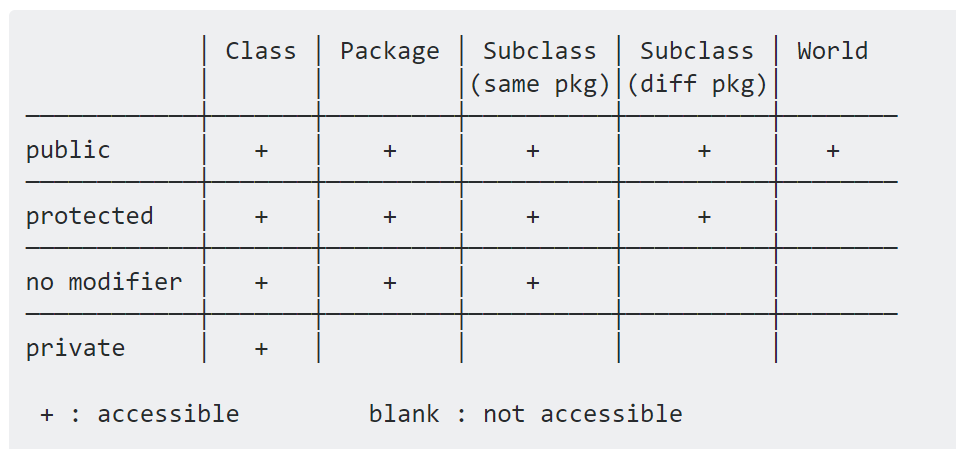 | Class | Package | Subclass | Subclass | World
             |       |         |(same pkg)|(diff pkg)|
—————————————+———————+—————————+——————————+——————————+————————
public       |   +   |    +    |    +     |    +     |   +
—————————————+———————+—————————+——————————+——————————+————————
protected    |   +   |    +    |    +     |    +     |
—————————————+———————+—————————+——————————+——————————+————————
no modifier  |   +   |    +    |    +     |          |
—————————————+———————+—————————+——————————+——————————+————————
private      |   +   |         |          |          |
+ : accessible         blank : not accessible